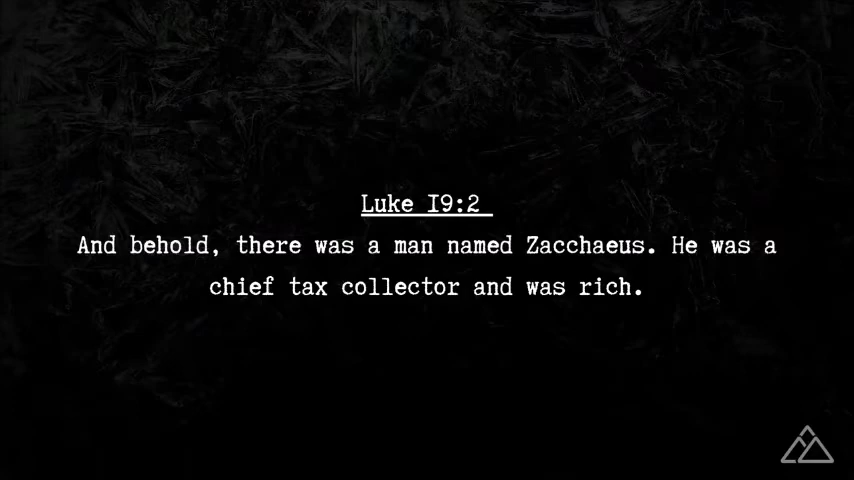 Luke 19:2
And behold, there was a man named Zacchaeus. He was a
chief tax collector and was rich.